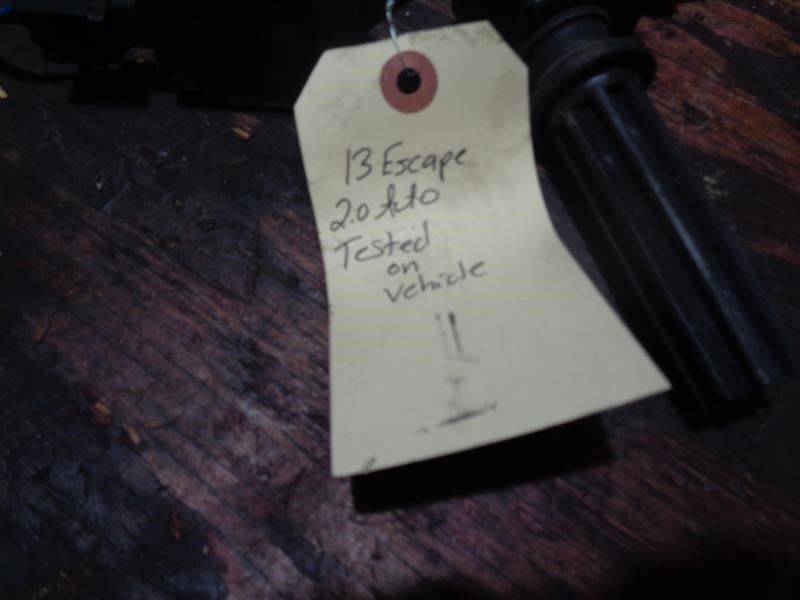 13 Escape
2.0 Auto
Tested
on
vehicle